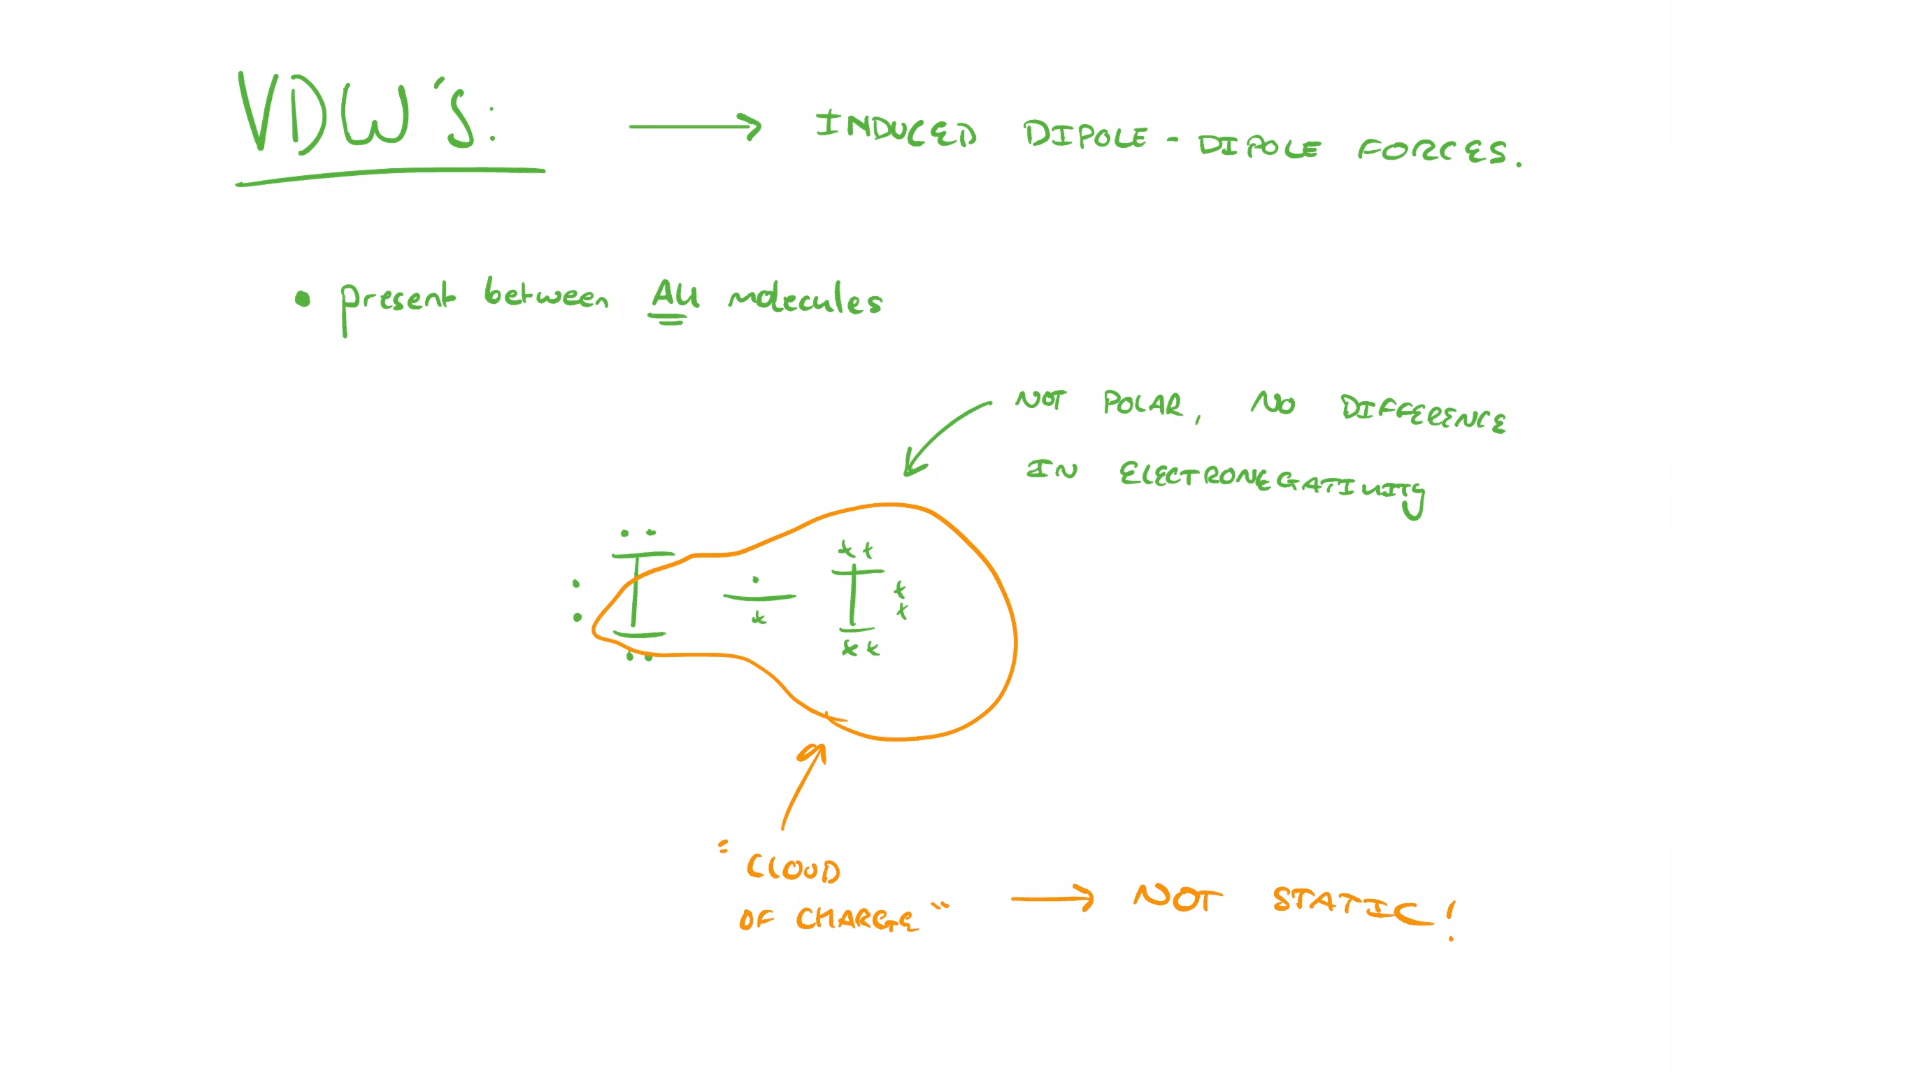 VDW'S: → INDUCED DIPOLE - DIPOLE FORCES.
• present between All molecules
NOT POLAR, NO DIFFERENCE
IN ELECTRONEGATIVITY
I I
" CLOUD
OF CHARGE" → NOT STATIC!